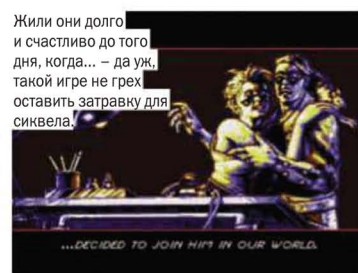 Жили они долго
и счастливо до того
дня, когда... – да уж,
такой игре не грех
оставить затравку для
сиквела.
...DECIDED TO JOIN HIM IN OUR WORLD.